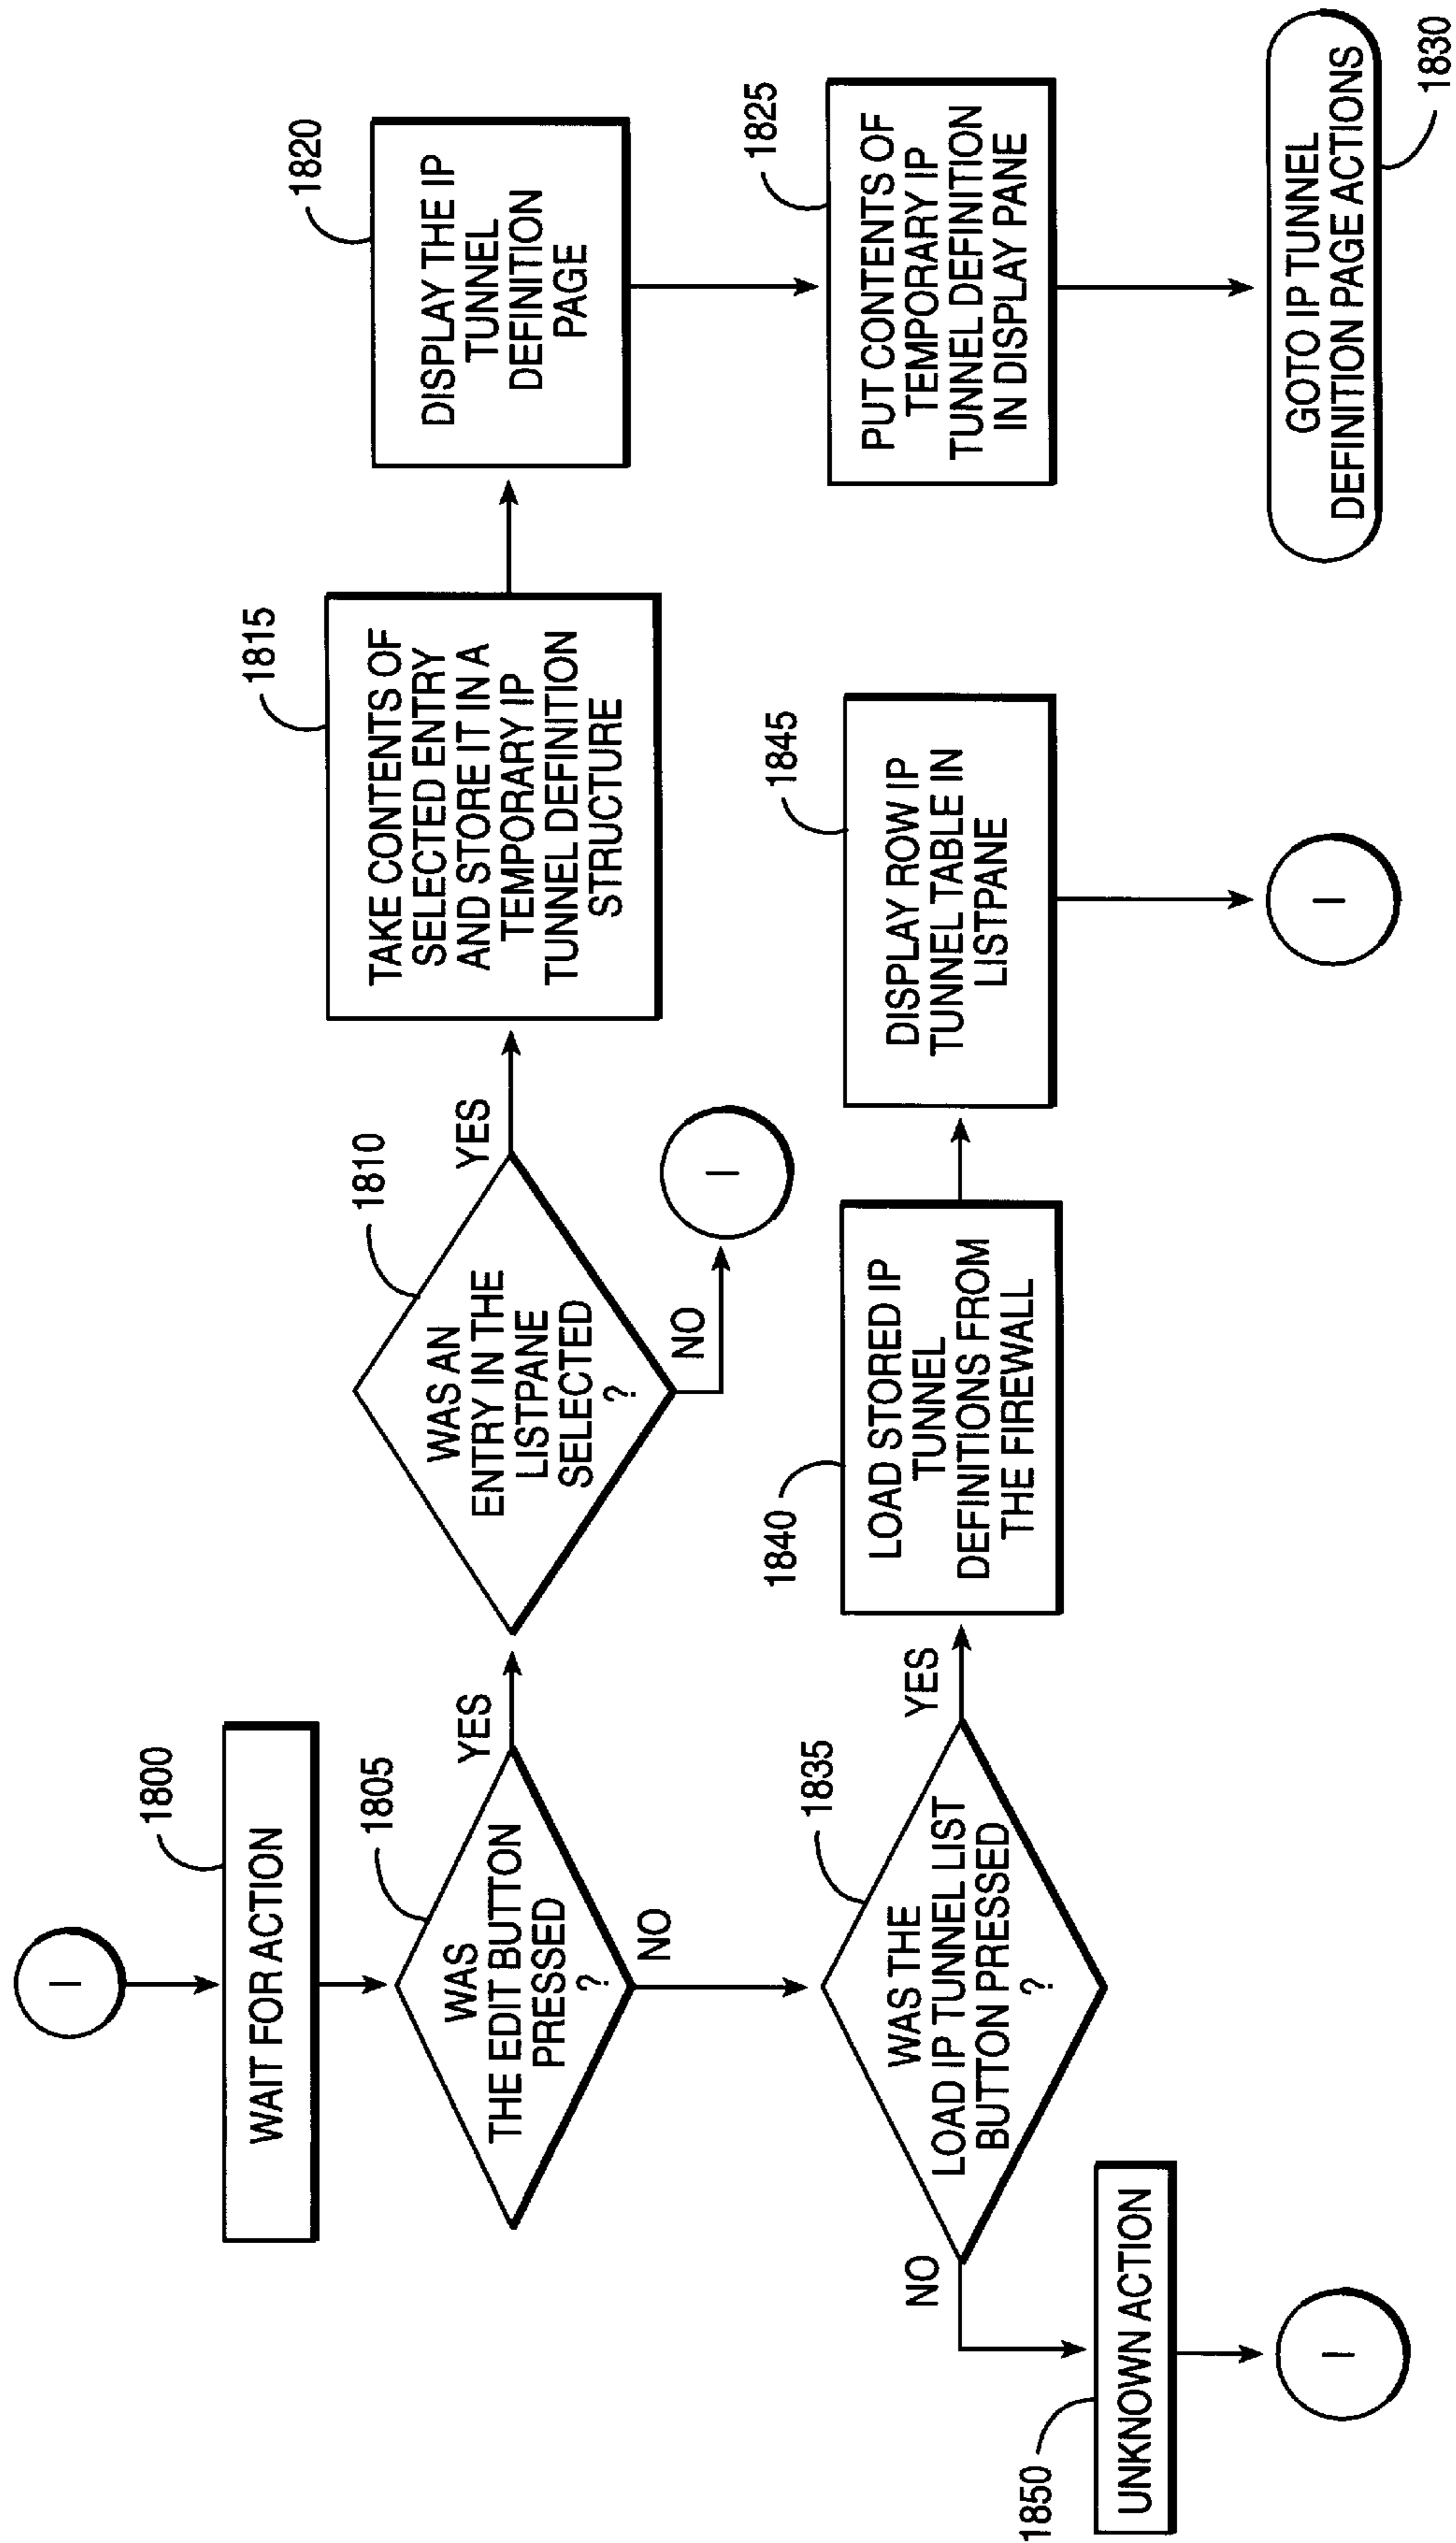 I
1800
WAIT FOR ACTION
1805
WAS
THE EDIT BUTTON
PRESSED
?
YES
NO
1810
WAS AN
ENTRY IN THE
LISTPANE
SELECTED
?
YES
NO
I
1815
TAKE CONTENTS OF
SELECTED ENTRY
AND STORE IT IN A
TEMPORARY IP
TUNNEL DEFINITION
STRUCTURE
1820
DISPLAY THE IP
TUNNEL
DEFINITION
PAGE
1825
PUT CONTENTS OF
TEMPORARY IP
TUNNEL DEFINITION
IN DISPLAY PANE
GOTO IP TUNNEL
DEFINITION PAGE ACTIONS
1830
1835
WAS THE
LOAD IP TUNNEL LIST
BUTTON PRESSED
?
YES
NO
1840
LOAD STORED IP
TUNNEL
DEFINITIONS FROM
THE FIREWALL
1845
DISPLAY ROW IP
TUNNEL TABLE IN
LISTPANE
I
1850
UNKNOWN ACTION
I